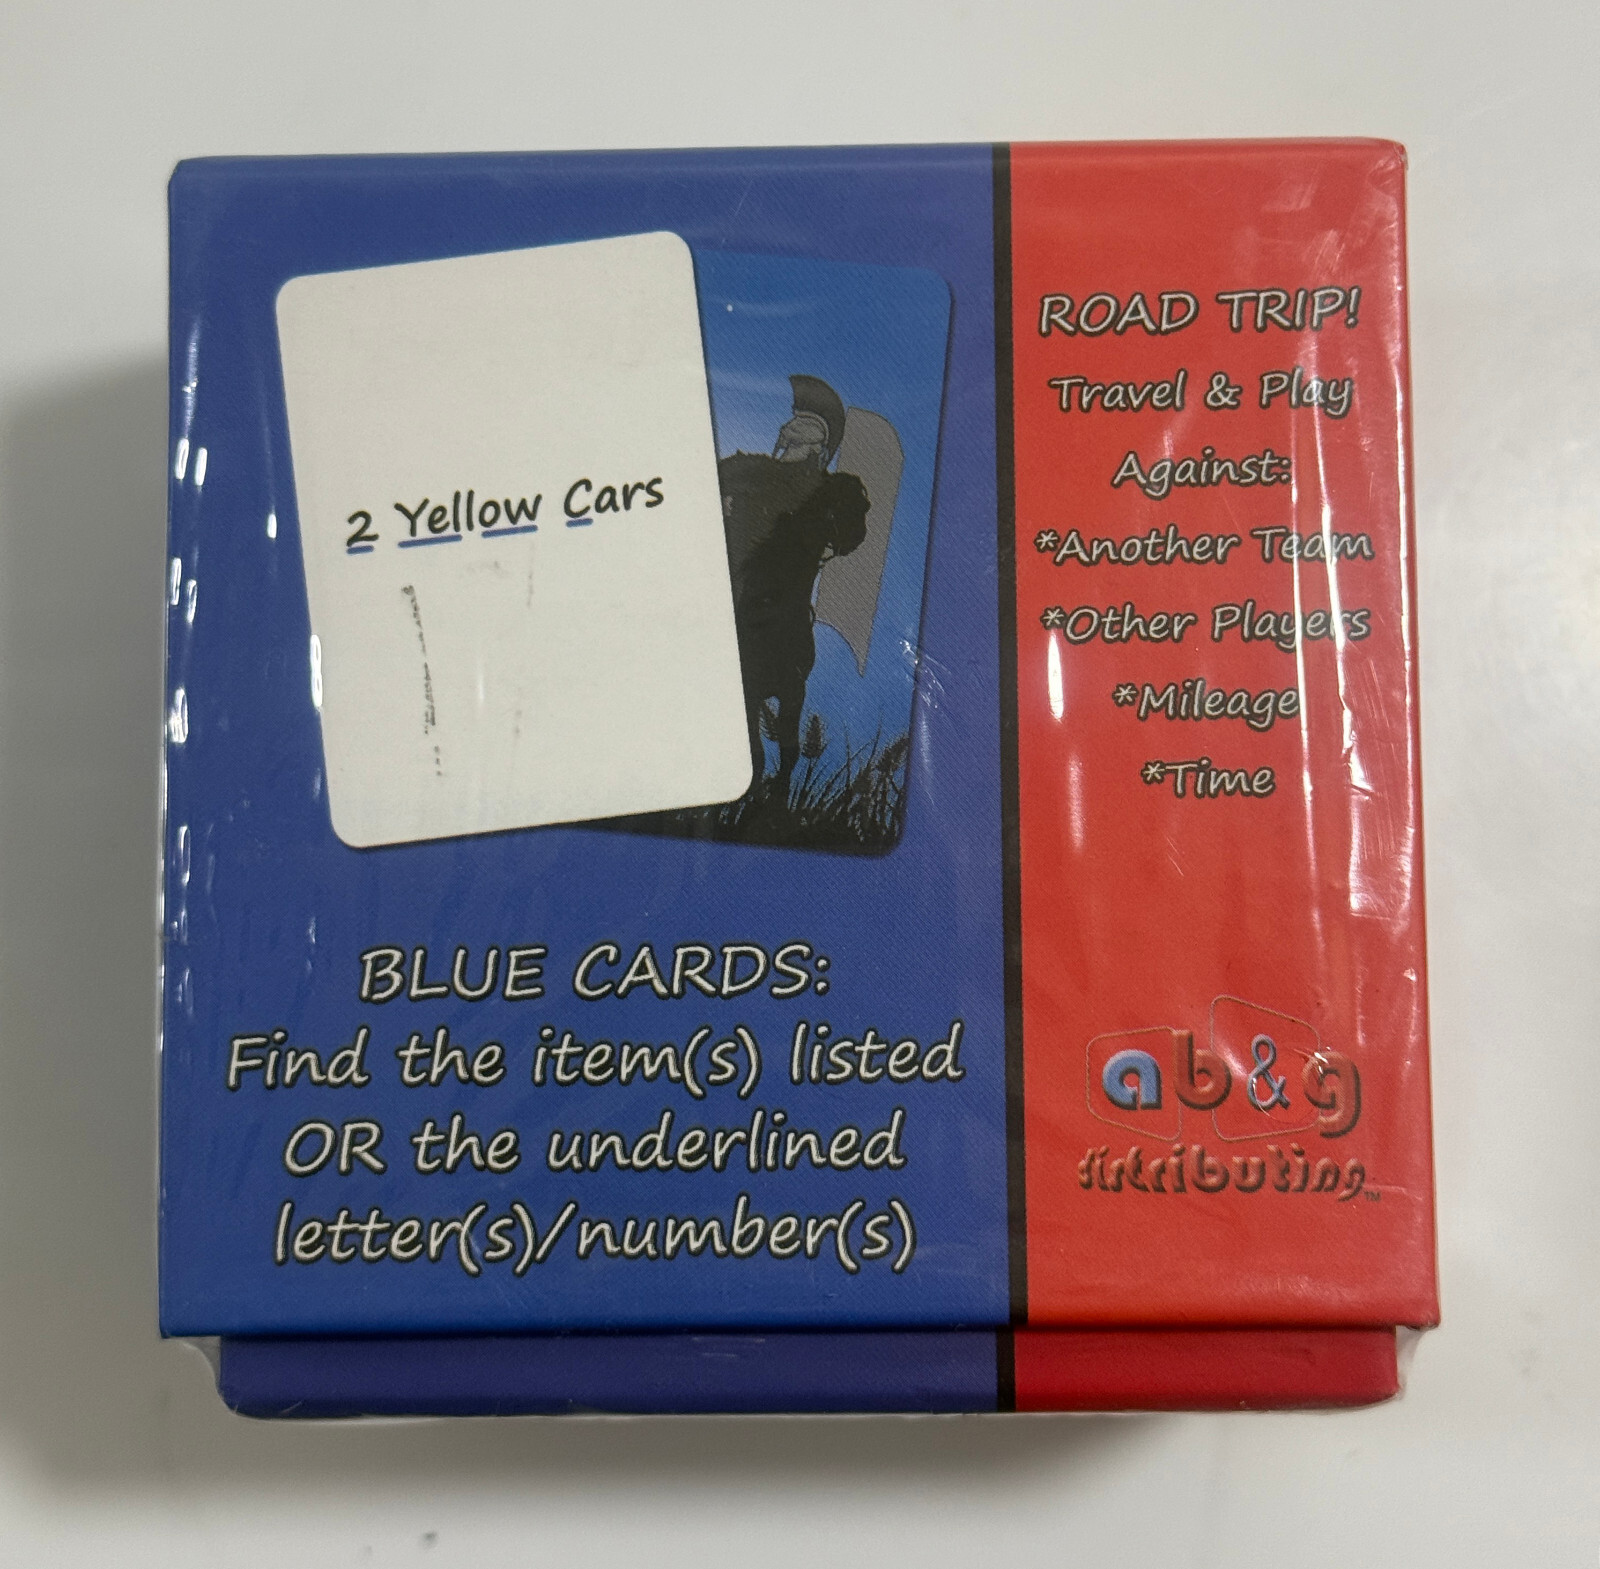 2 Yellow Cars
BLUE CARDS:
Find the item(s) listed
OR the underlined
letter(s)/number(s)
ROAD TRIP!
Travel & Play
Against:
*Another Team
*Other Players
*Mileage
*Time
ab&g
distributing™